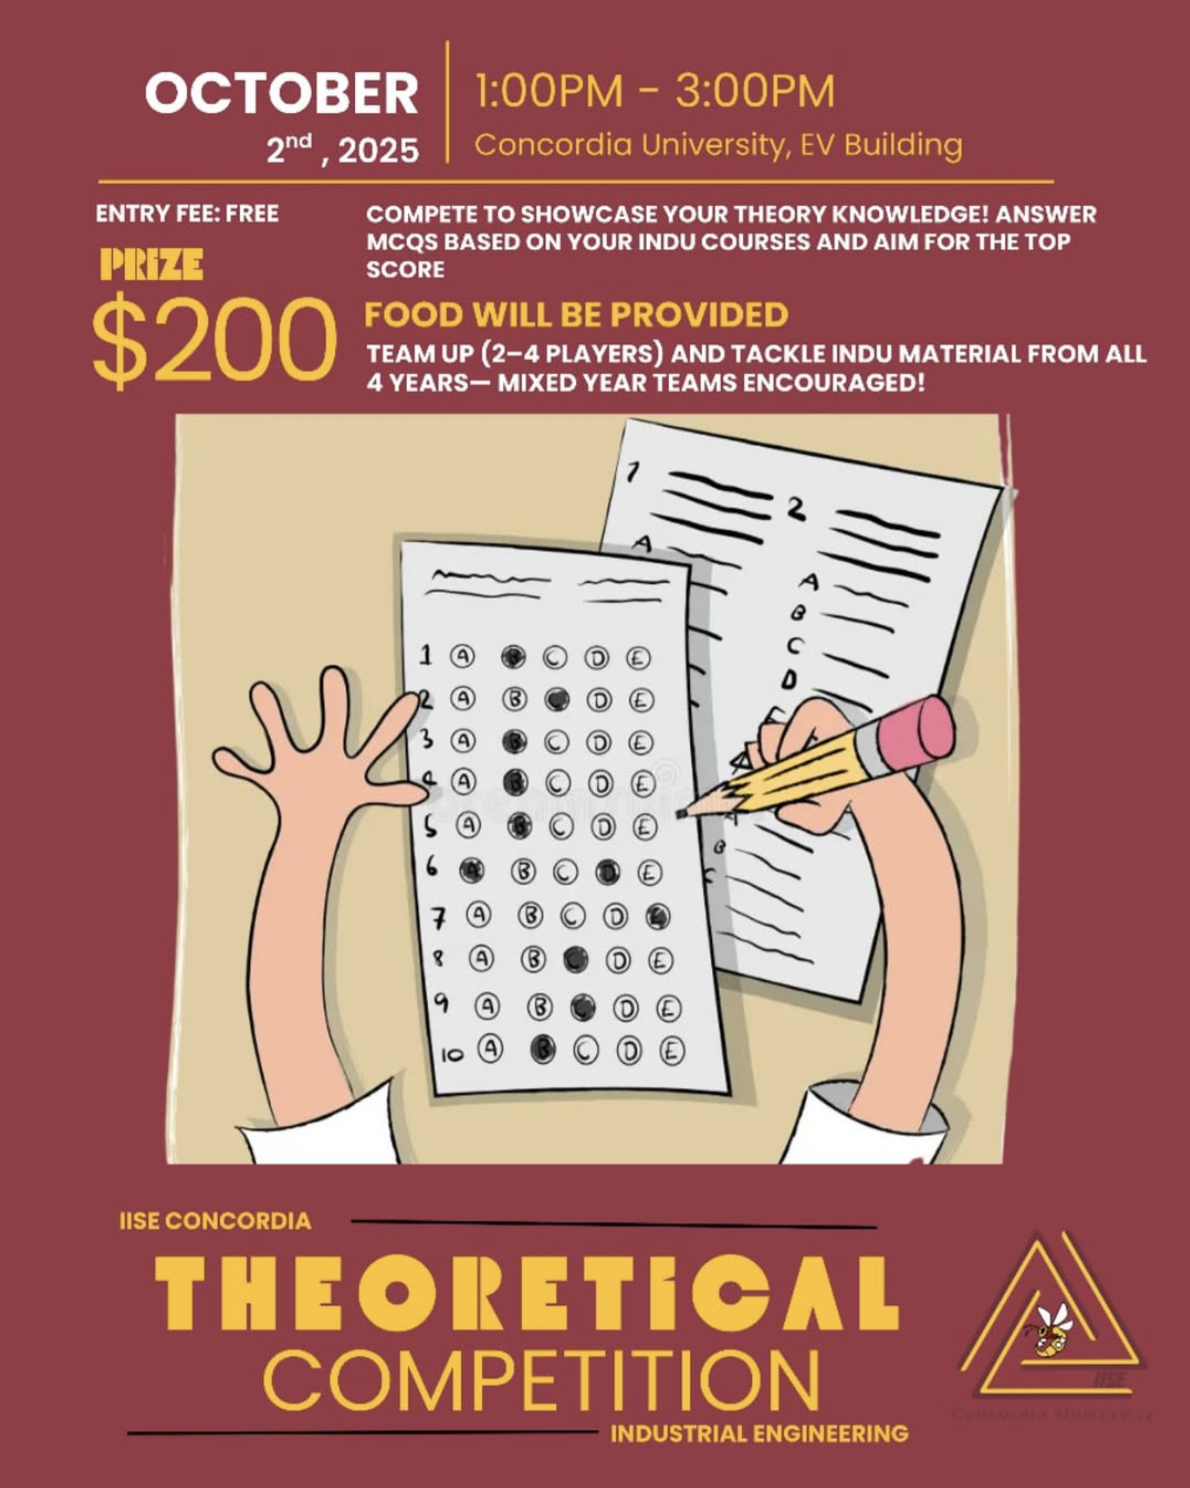 OCTOBER
2nd , 2025
1:00PM - 3:00PM
Concordia University, EV Building
ENTRY FEE: FREE
PRIZE
$200
COMPETE TO SHOWCASE YOUR THEORY KNOWLEDGE! ANSWER
MCQS BASED ON YOUR INDU COURSES AND AIM FOR THE TOP
SCORE
FOOD WILL BE PROVIDED
TEAM UP (2–4 PLAYERS) AND TACKLE INDU MATERIAL FROM ALL
4 YEARS— MIXED YEAR TEAMS ENCOURAGED!
1
2
A
A
B
C
D
E
A
B
C
1 A B C D E
2 A B D E
3 A B C D E
4 A B C D E
5 A B C D E
6 A B C D E
7 A B C D E
8 A B D E
9 A B D E
10 A B C D E
IISE CONCORDIA
THEORETICAL
COMPETITION
INDUSTRIAL ENGINEERING
IISE
Concordia University